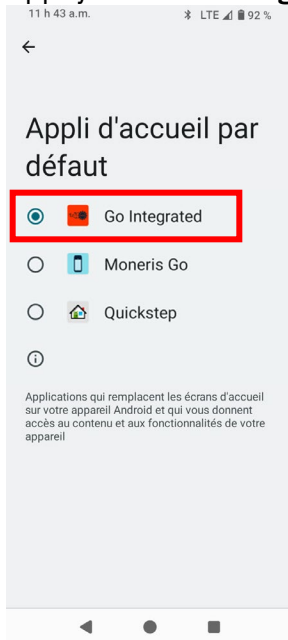 11 h 43 a.m. LTE 92 %
Appli d'accueil par
défaut
Go Integrated
Moneris Go
Quickstep
Applications qui remplacent les écrans d'accueil
sur votre appareil Android et qui vous donnent
accès au contenu et aux fonctionnalités de votre
appareil